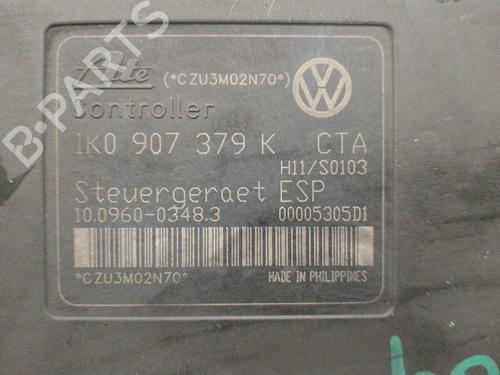 Ate (*CZU3M02N70*)
Controller
1K0 907 379 K CTA
H11/S0103
Steuergeraet ESP
10.0960-0348.3 00005305D1
*CZU3M02N70* MADE IN PHILIPPINES
B-PARTS